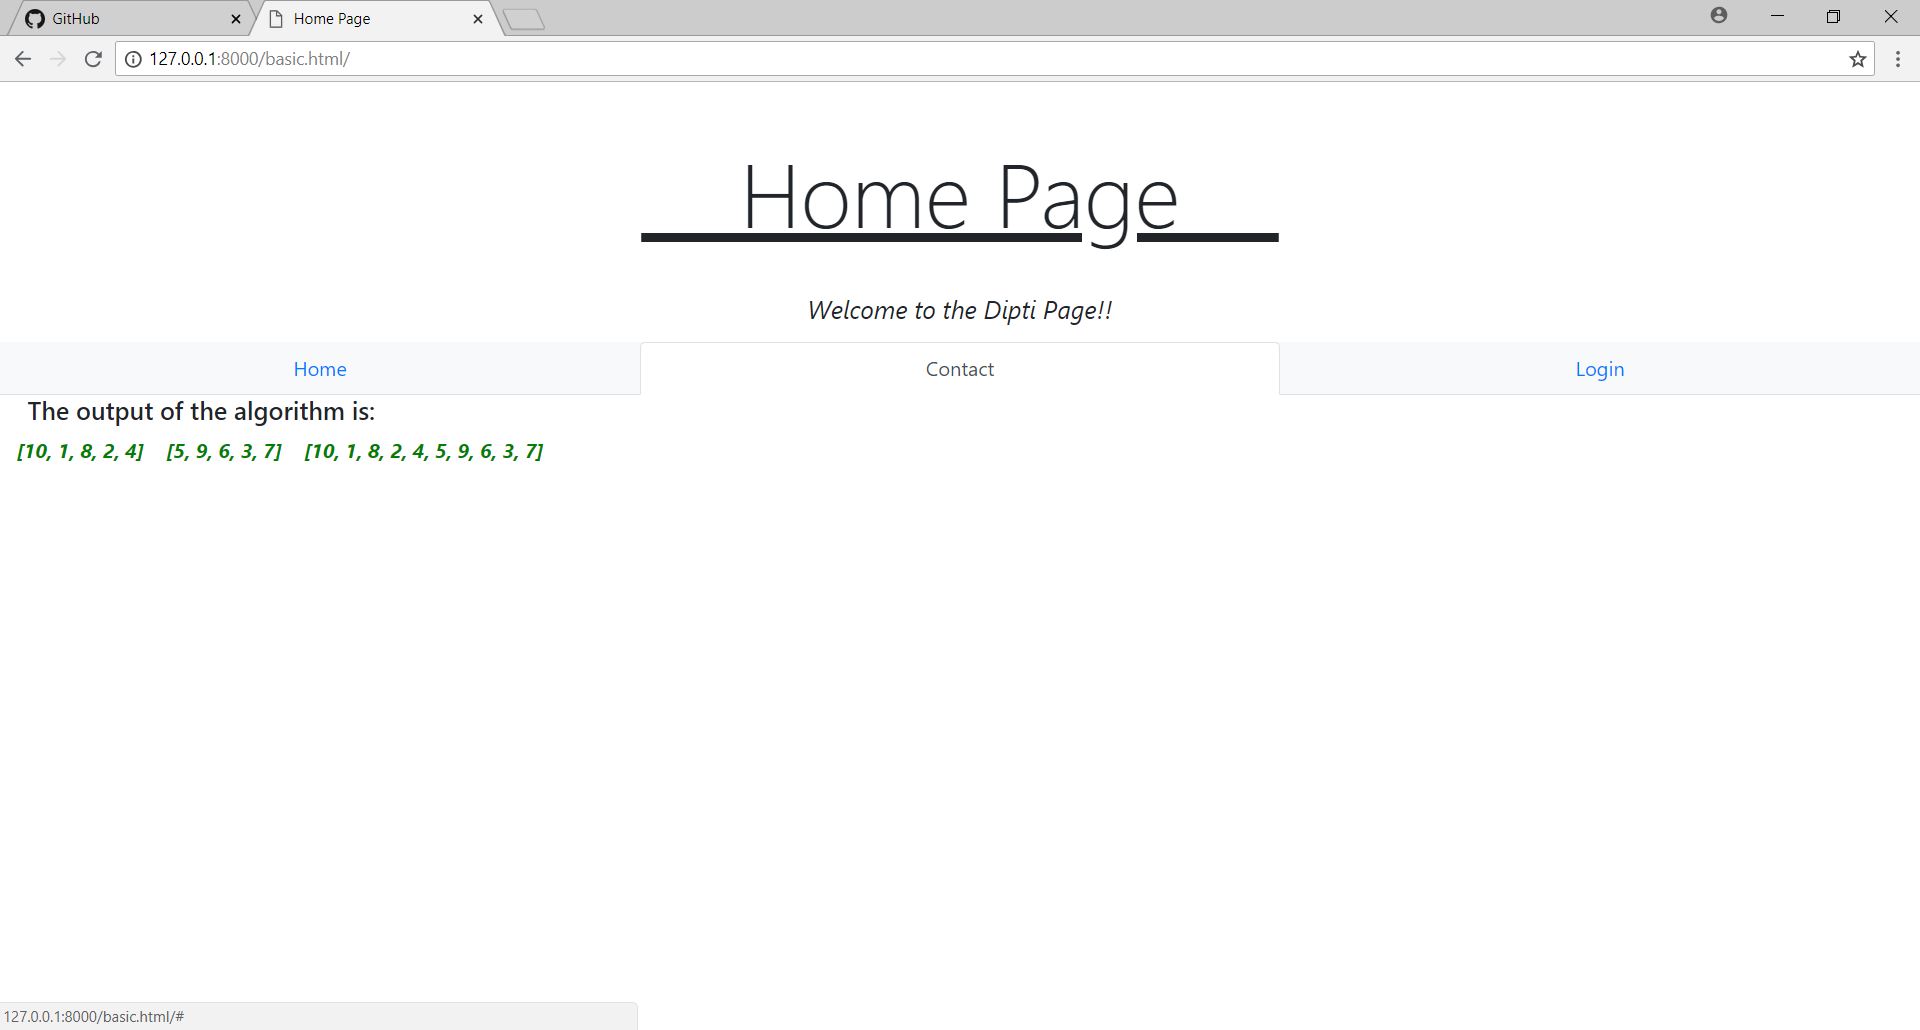 GitHub
Home Page
127.0.0.1:8000/basic.html/
Home Page
Welcome to the Dipti Page!!
Home Contact Login
The output of the algorithm is:
[10, 1, 8, 2, 4] [5, 9, 6, 3, 7] [10, 1, 8, 2, 4, 5, 9, 6, 3, 7]
127.0.0.1:8000/basic.html/#